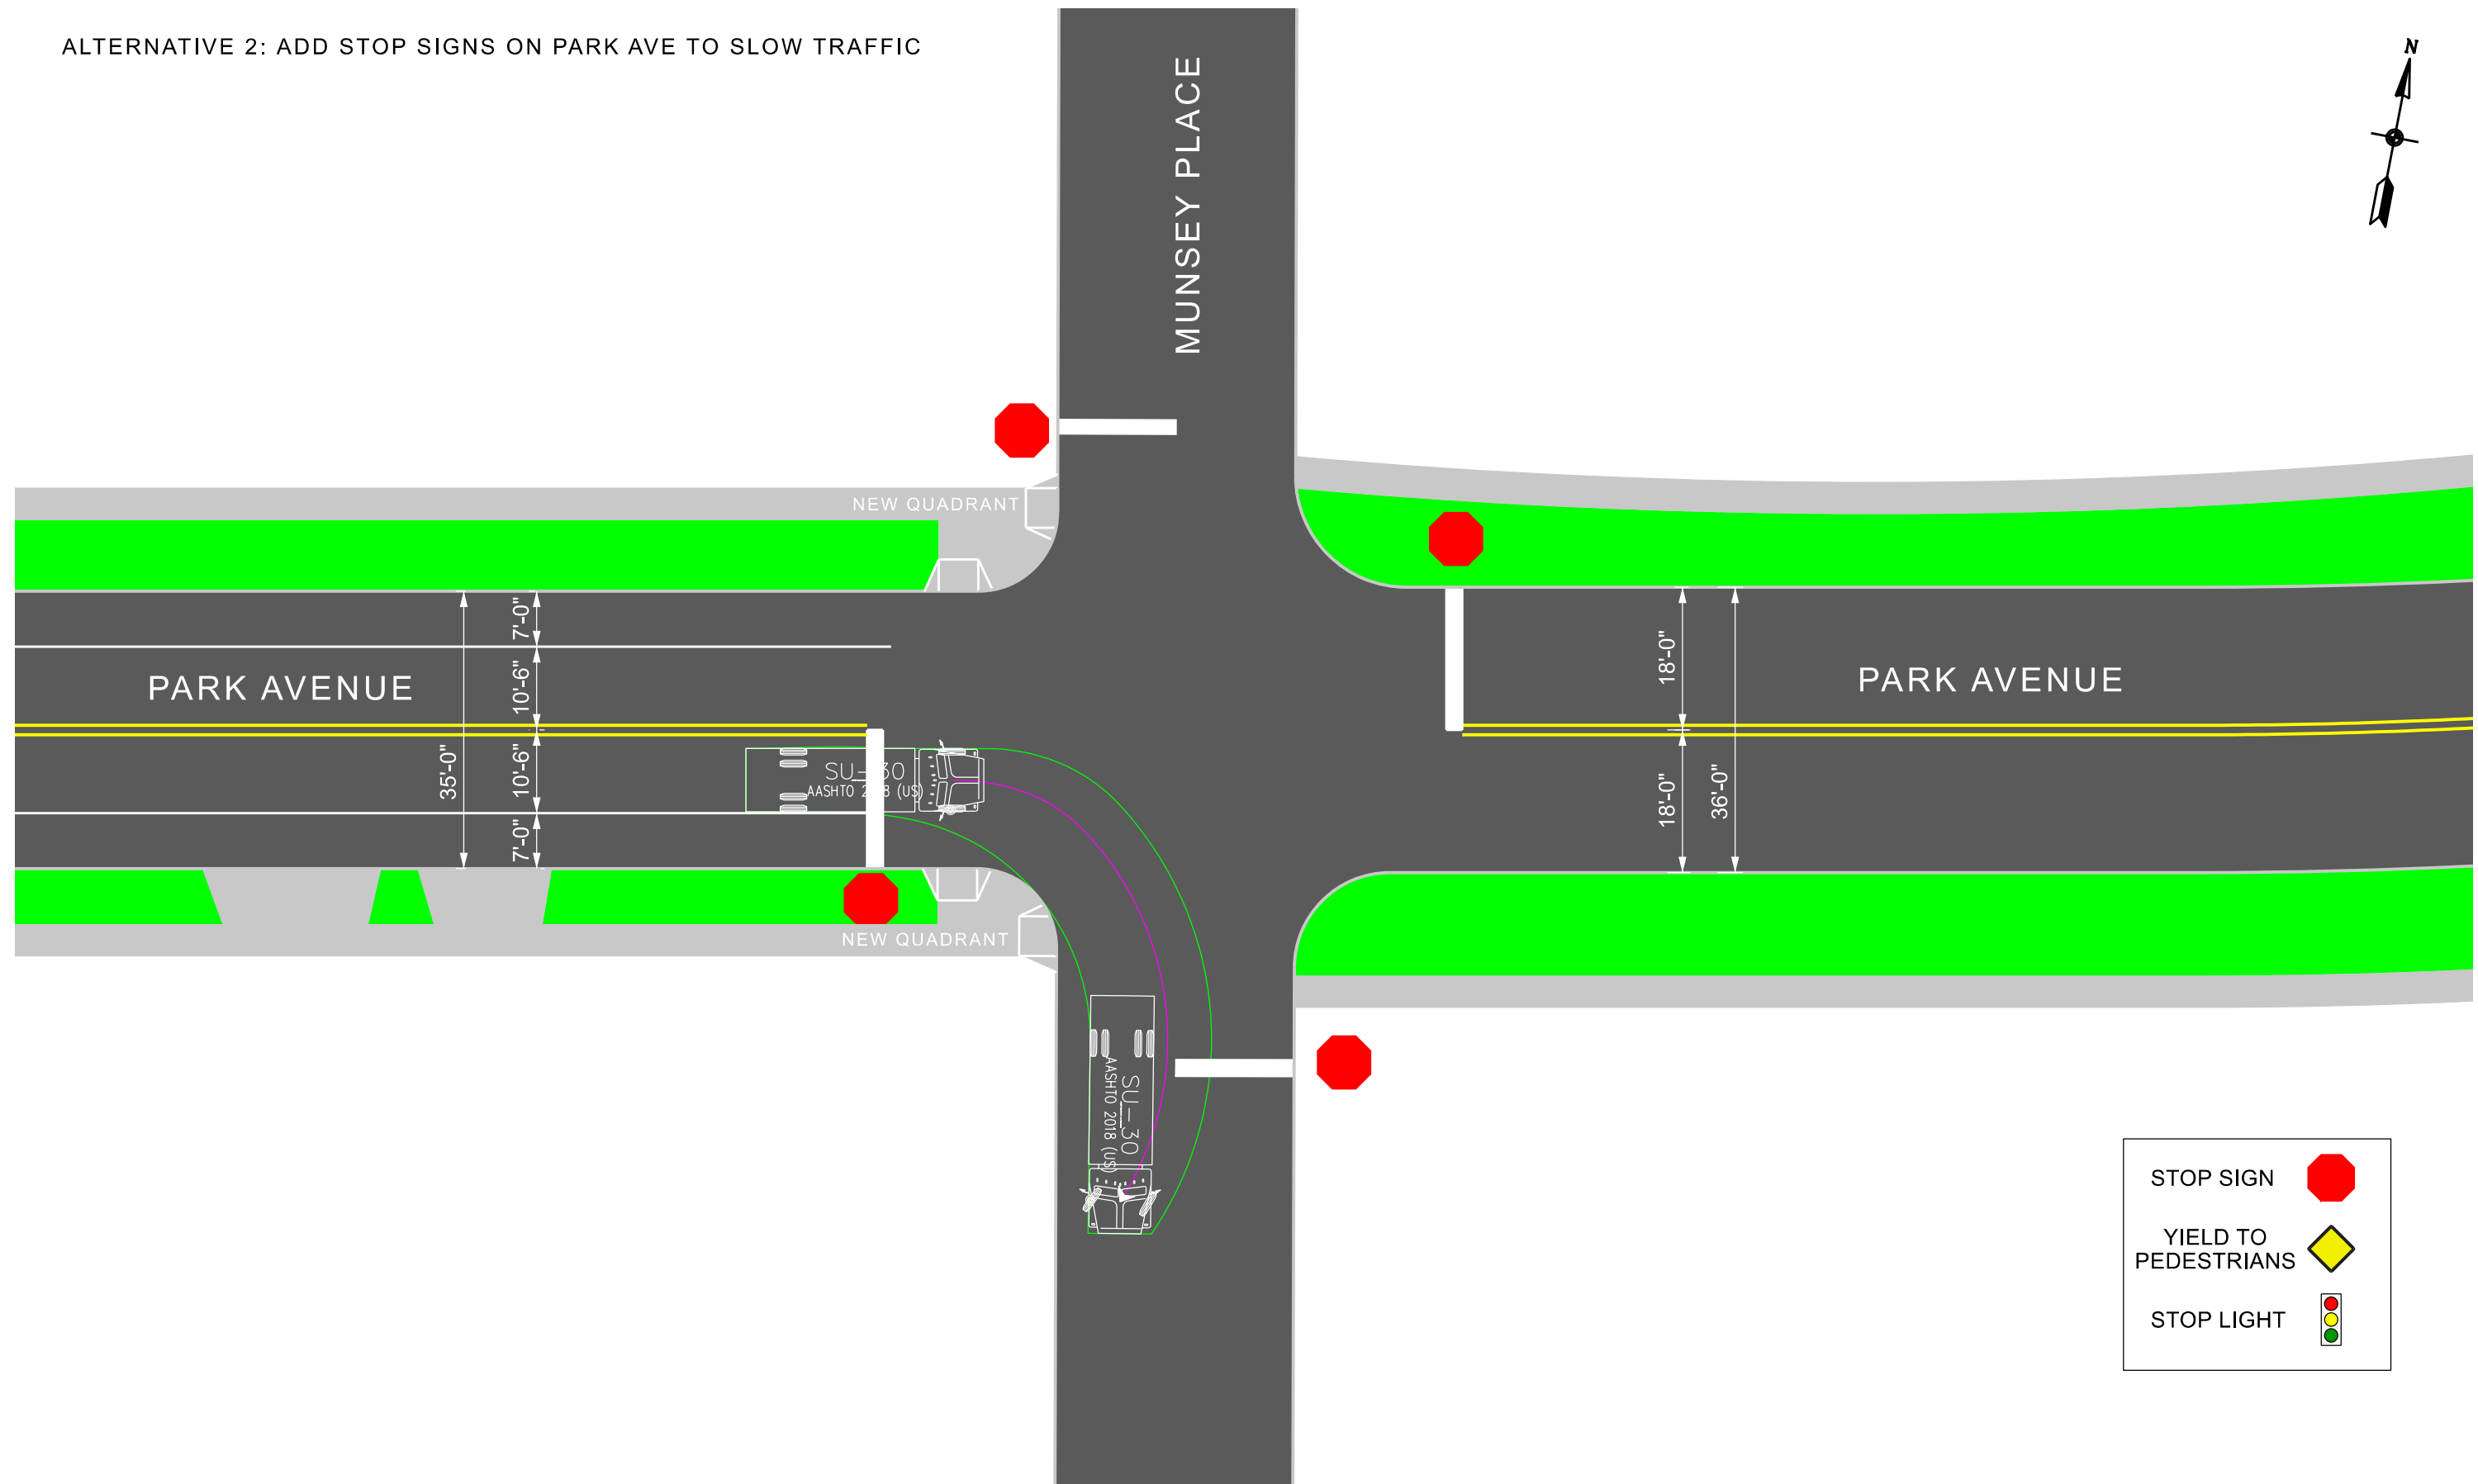 ALTERNATIVE 2: ADD STOP SIGNS ON PARK AVE TO SLOW TRAFFIC
N
MUNSEY PLACE
NEW QUADRANT
7'-0"
10'-6"
35'-0"
10'-6"
7'-0"
PARK AVENUE
18'-0"
36'-0"
18'-0"
PARK AVENUE
SU-30
AASHTO 2018 (US)
NEW QUADRANT
SU-30
AASHTO 2018 (US)
STOP SIGN
YIELD TO
PEDESTRIANS
STOP LIGHT